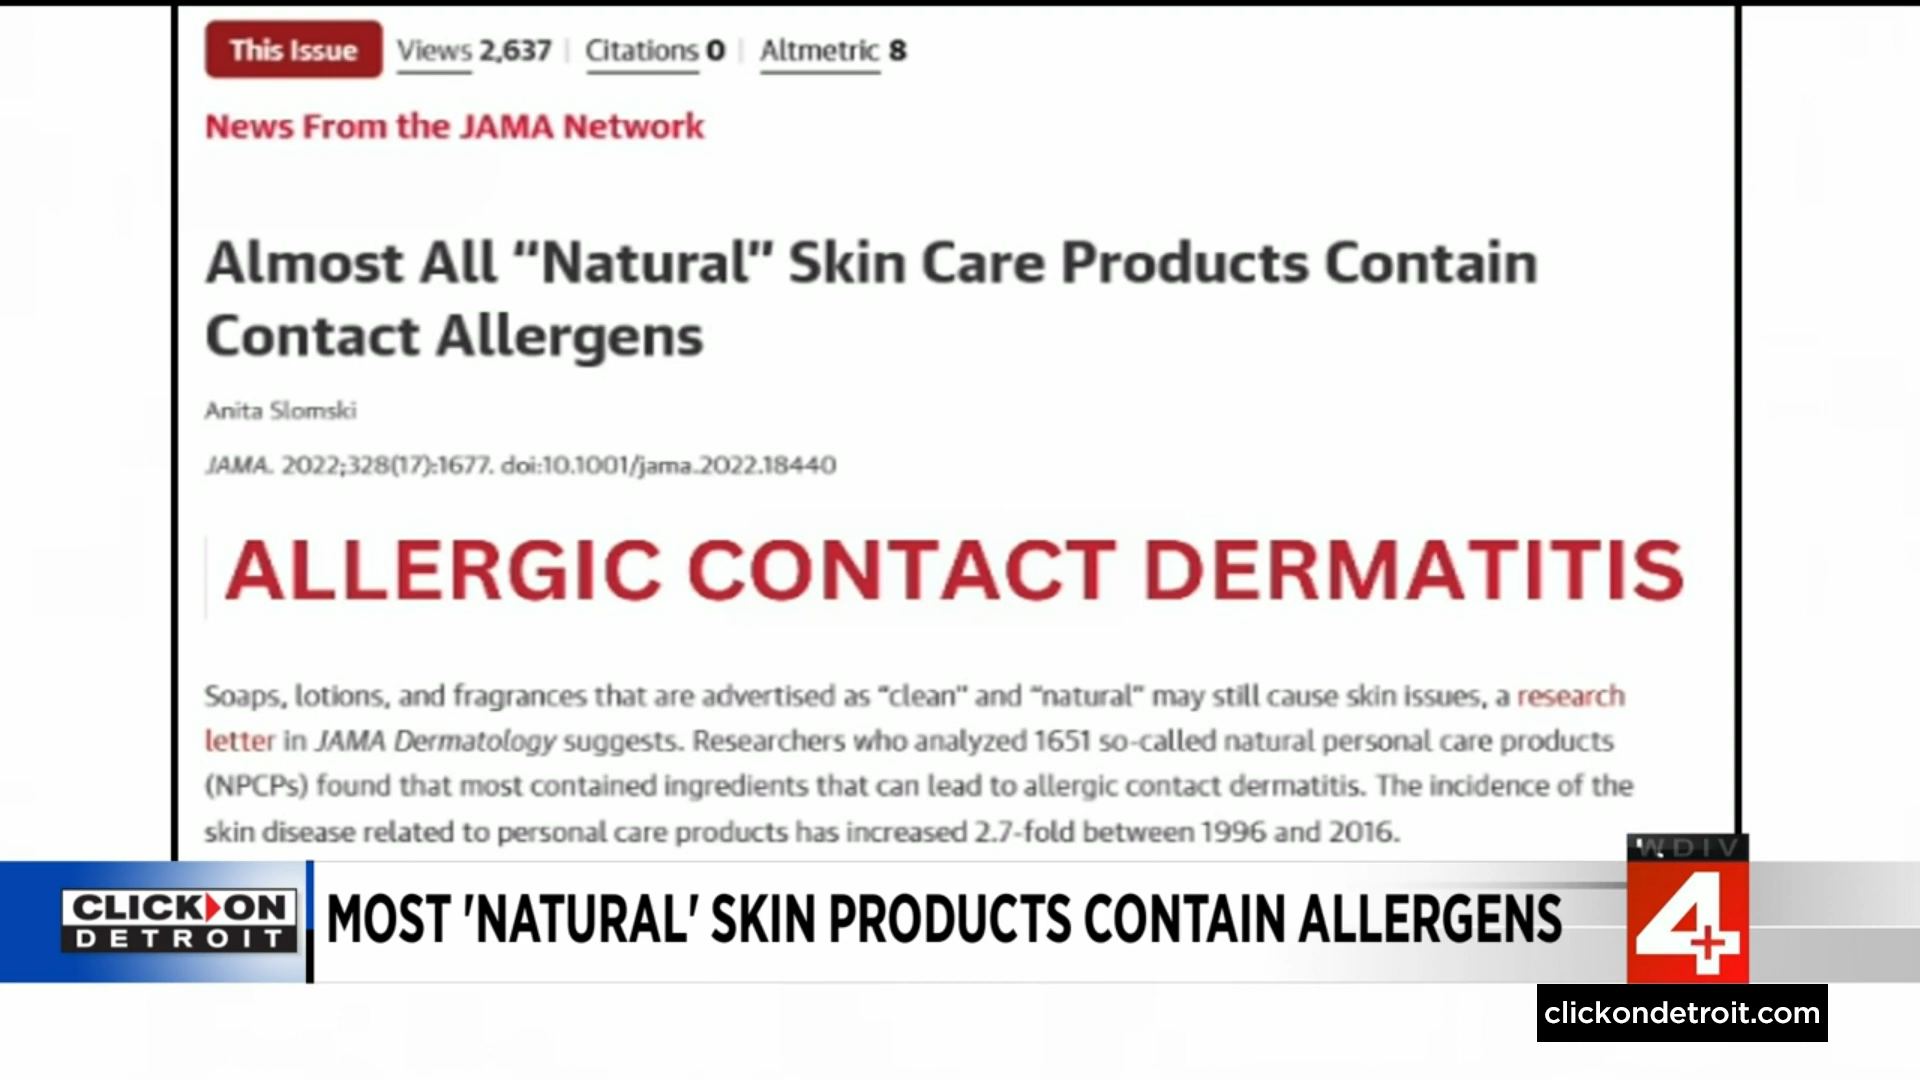 This Issue Views 2,637 Citations 0 Altmetric 8
News From the JAMA Network
Almost All “Natural” Skin Care Products Contain
Contact Allergens
Anita Slomski
JAMA. 2022;328(17):1677. doi:10.1001/jama.2022.18440
ALLERGIC CONTACT DERMATITIS
Soaps, lotions, and fragrances that are advertised as “clean” and “natural” may still cause skin issues, a research
letter in JAMA Dermatology suggests. Researchers who analyzed 1651 so-called natural personal care products
(NPCPs) found that most contained ingredients that can lead to allergic contact dermatitis. The incidence of the
skin disease related to personal care products has increased 2.7-fold between 1996 and 2016.
WDIV
4
CLICK ON
DETROIT
MOST 'NATURAL' SKIN PRODUCTS CONTAIN ALLERGENS
clickondetroit.com